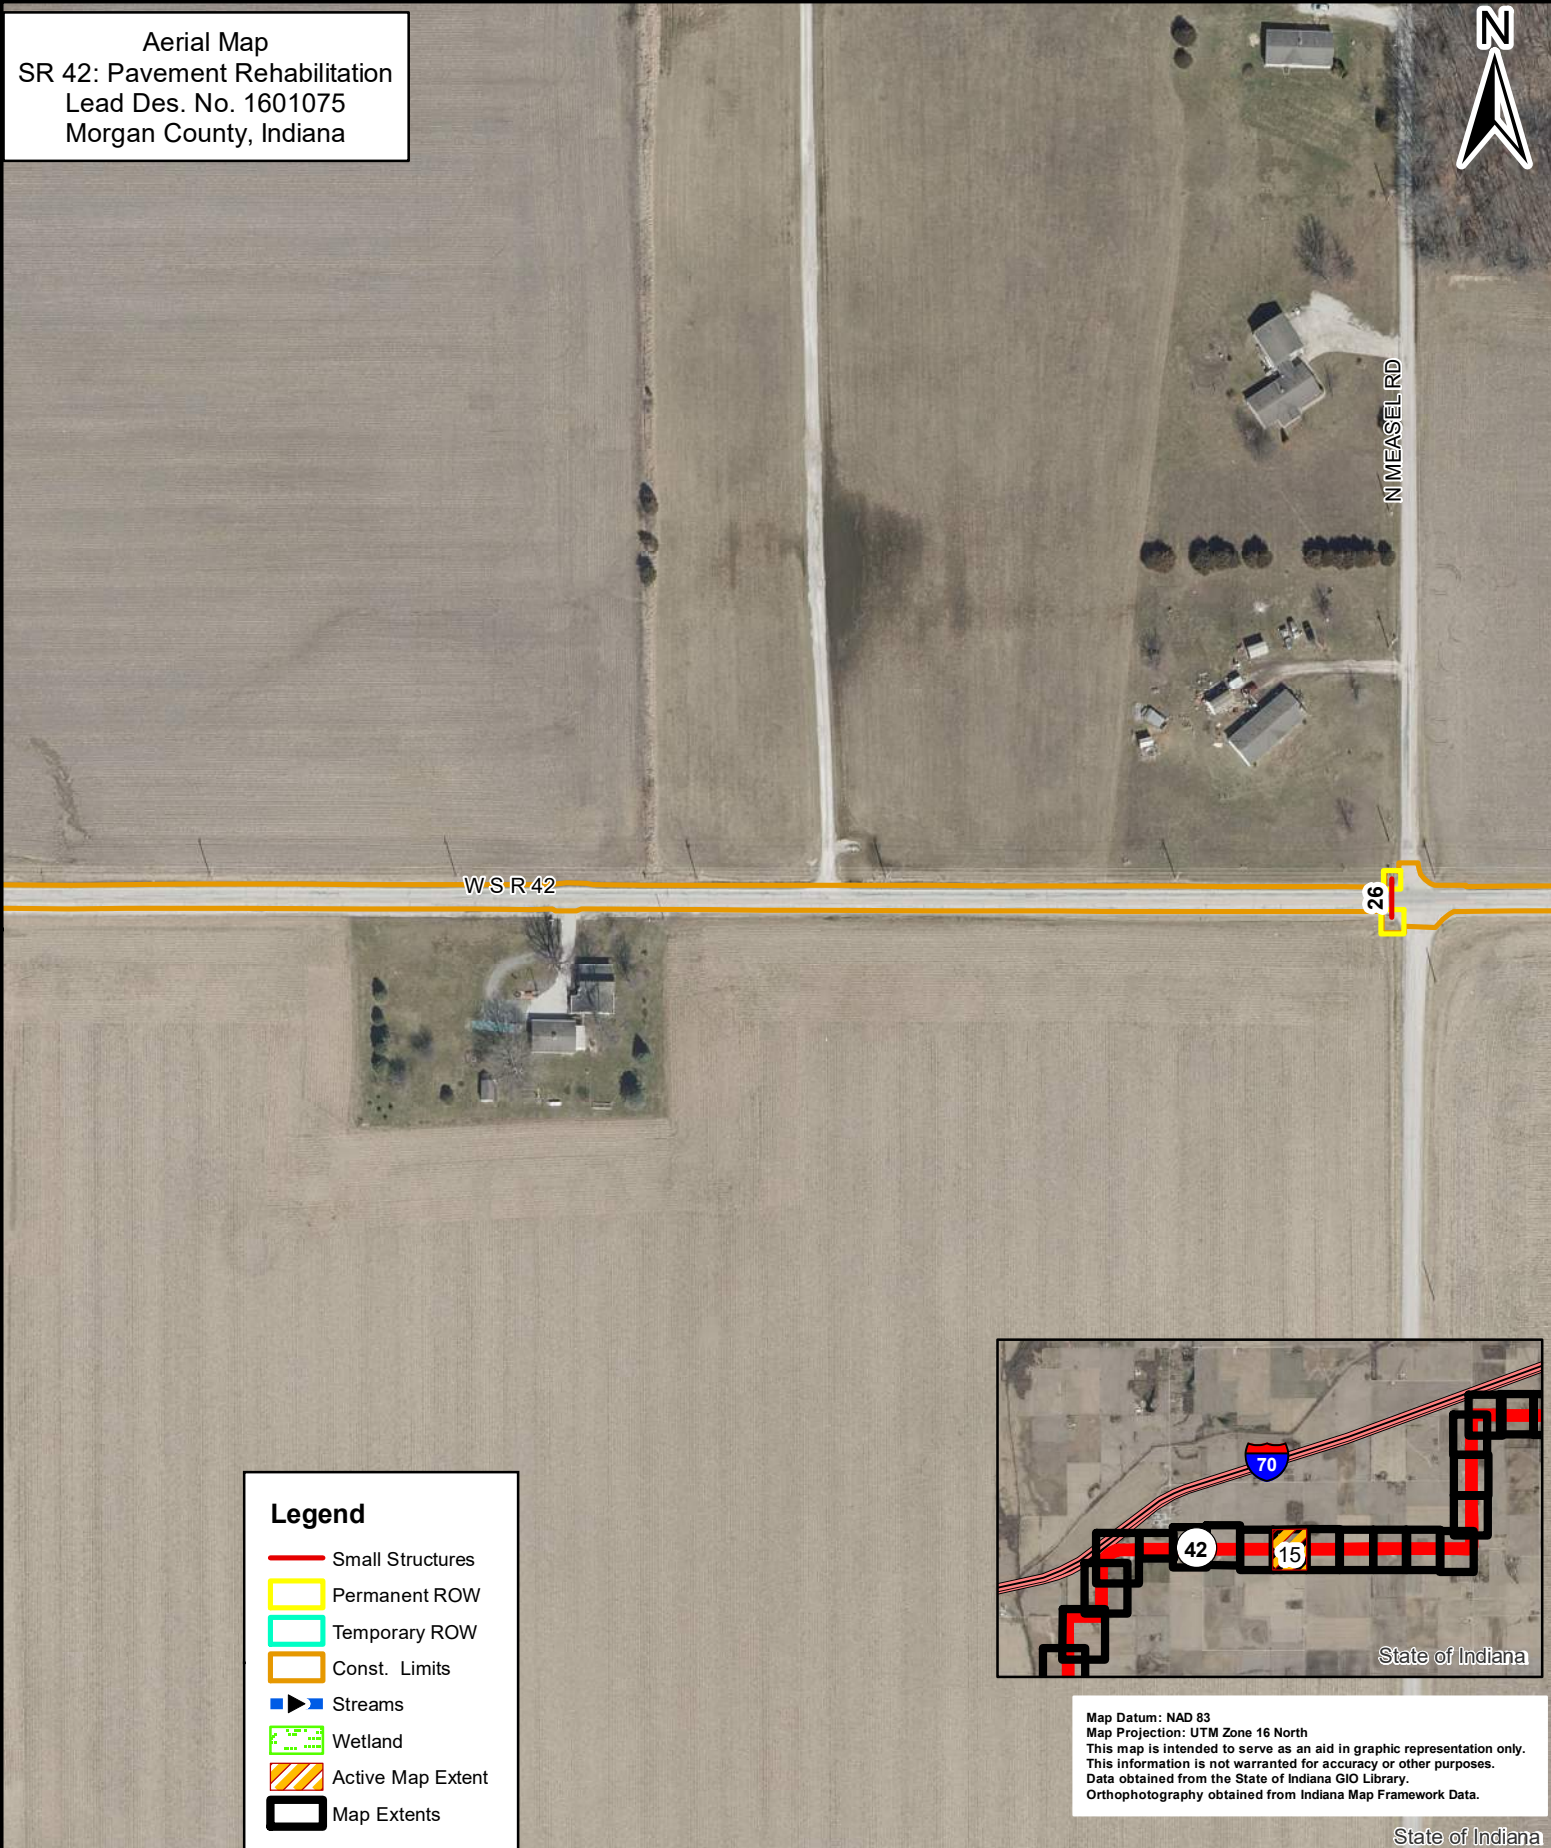 Aerial Map
SR 42: Pavement Rehabilitation
Lead Des. No. 1601075
Morgan County, Indiana
N
N MEASEL RD
W S R 42
26
70
42
15
State of Indiana
Legend
Small Structures
Permanent ROW
Temporary ROW
Const. Limits
Streams
Wetland
Active Map Extent
Map Extents
Map Datum: NAD 83
Map Projection: UTM Zone 16 North
This map is intended to serve as an aid in graphic representation only.
This information is not warranted for accuracy or other purposes.
Data obtained from the State of Indiana GIO Library.
Orthophotography obtained from Indiana Map Framework Data.
State of Indiana